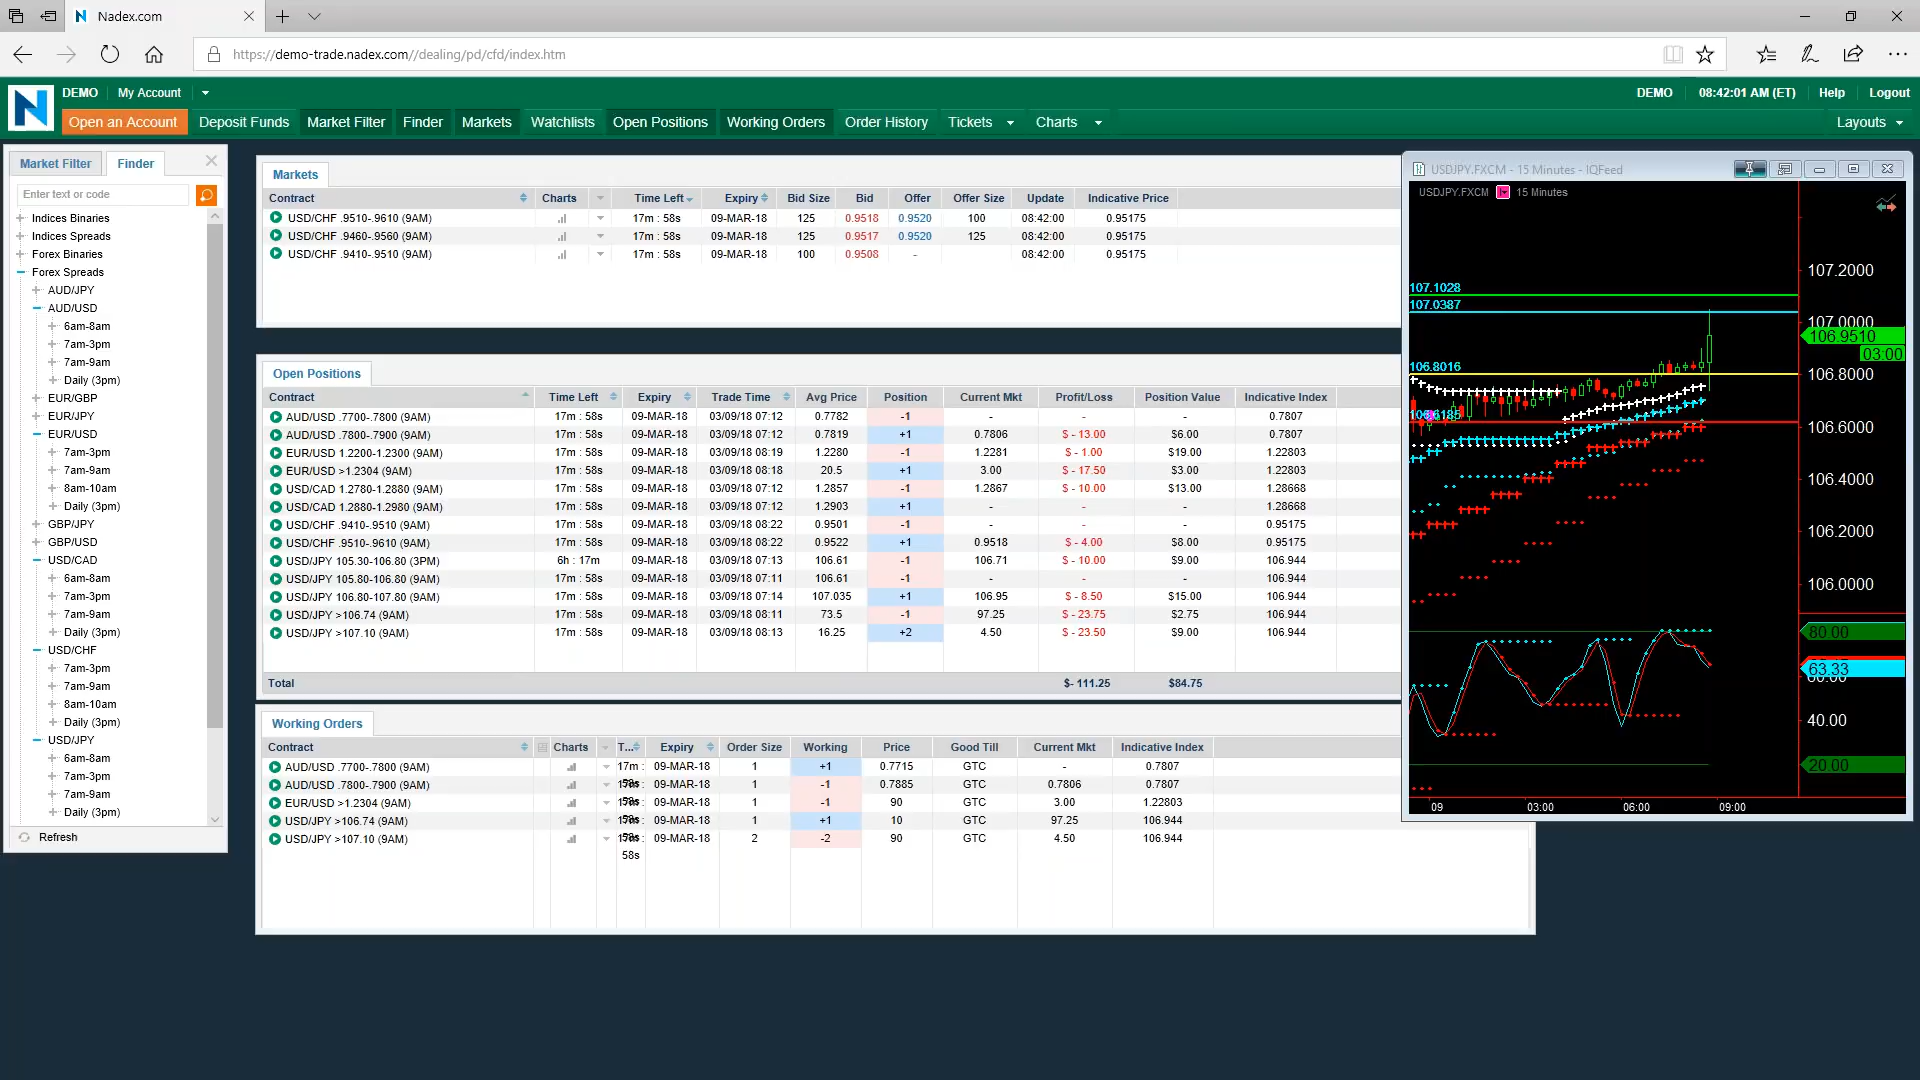 Nadex.com
https://demo-trade.nadex.com//dealing/pd/cfd/index.htm
N DEMO My Account DEMO 08:42:01 AM (ET) Help Logout
Open an Account Deposit Funds Market Filter Finder Markets Watchlists Open Positions Working Orders Order History Tickets Charts Layouts
Market Filter Finder
Enter text or code
Indices Binaries
Indices Spreads
Forex Binaries
Forex Spreads
AUD/JPY
AUD/USD
6am-8am
7am-3pm
7am-9am
Daily (3pm)
EUR/GBP
EUR/JPY
EUR/USD
7am-3pm
7am-9am
8am-10am
Daily (3pm)
GBP/JPY
GBP/USD
USD/CAD
6am-8am
7am-3pm
7am-9am
Daily (3pm)
USD/CHF
7am-3pm
7am-9am
8am-10am
Daily (3pm)
USD/JPY
6am-8am
7am-3pm
7am-9am
Daily (3pm)
Refresh
Markets
Contract Charts Time Left Expiry Bid Size Bid Offer Offer Size Update Indicative Price
USD/CHF .9510-.9610 (9AM) 17m : 58s 09-MAR-18 125 0.9518 0.9520 100 08:42:00 0.95175
USD/CHF .9460-.9560 (9AM) 17m : 58s 09-MAR-18 125 0.9517 0.9520 125 08:42:00 0.95175
USD/CHF .9410-.9510 (9AM) 17m : 58s 09-MAR-18 100 0.9508 - 08:42:00 0.95175
Open Positions
Contract Time Left Expiry Trade Time Avg Price Position Current Mkt Profit/Loss Position Value Indicative Index
AUD/USD .7700-.7800 (9AM) 17m : 58s 09-MAR-18 03/09/18 07:12 0.7782 -1 - - - 0.7807
AUD/USD .7800-.7900 (9AM) 17m : 58s 09-MAR-18 03/09/18 07:12 0.7819 +1 0.7806 $ - 13.00 $6.00 0.7807
EUR/USD 1.2200-1.2300 (9AM) 17m : 58s 09-MAR-18 03/09/18 08:19 1.2280 -1 1.2281 $ - 1.00 $19.00 1.22803
EUR/USD >1.2304 (9AM) 17m : 58s 09-MAR-18 03/09/18 08:18 20.5 +1 3.00 $ - 17.50 $3.00 1.22803
USD/CAD 1.2780-1.2880 (9AM) 17m : 58s 09-MAR-18 03/09/18 07:12 1.2857 -1 1.2867 $ - 10.00 $13.00 1.28668
USD/CAD 1.2880-1.2980 (9AM) 17m : 58s 09-MAR-18 03/09/18 07:12 1.2903 +1 - - - 1.28668
USD/CHF .9410-.9510 (9AM) 17m : 58s 09-MAR-18 03/09/18 08:22 0.9501 -1 - - - 0.95175
USD/CHF .9510-.9610 (9AM) 17m : 58s 09-MAR-18 03/09/18 08:22 0.9522 +1 0.9518 $ - 4.00 $8.00 0.95175
USD/JPY 105.30-106.80 (3PM) 6h : 17m 09-MAR-18 03/09/18 07:13 106.61 -1 106.71 $ - 10.00 $9.00 106.944
USD/JPY 105.80-106.80 (9AM) 17m : 58s 09-MAR-18 03/09/18 07:11 106.61 -1 - - - 106.944
USD/JPY 106.80-107.80 (9AM) 17m : 58s 09-MAR-18 03/09/18 07:14 107.035 +1 106.95 $ - 8.50 $15.00 106.944
USD/JPY >106.74 (9AM) 17m : 58s 09-MAR-18 03/09/18 08:11 73.5 -1 97.25 $ - 23.75 $2.75 106.944
USD/JPY >107.10 (9AM) 17m : 58s 09-MAR-18 03/09/18 08:13 16.25 +2 4.50 $ - 23.50 $9.00 106.944
Total $- 111.25 $84.75
Working Orders
Contract Charts T... Expiry Order Size Working Price Good Till Current Mkt Indicative Index
AUD/USD .7700-.7800 (9AM) 17m : 09-MAR-18 1 +1 0.7715 GTC - 0.7807
AUD/USD .7800-.7900 (9AM) 09-MAR-18 1 -1 0.7885 GTC 0.7806 0.7807
EUR/USD >1.2304 (9AM) 09-MAR-18 1 -1 90 GTC 3.00 1.22803
USD/JPY >106.74 (9AM) 09-MAR-18 1 +1 10 GTC 97.25 106.944
USD/JPY >107.10 (9AM) 09-MAR-18 2 -2 90 GTC 4.50 106.944
58s
USDJPY.FXCM - 15 Minutes - IQFeed
USDJPY.FXCM 15 Minutes
107.1028
107.0387
106.8016
107.2000
107.0000
106.9510
03:00
106.8000
106.6000
106.4000
106.2000
106.0000
80.00
63.33
60.00
40.00
20.00
09 03:00 06:00 09:00